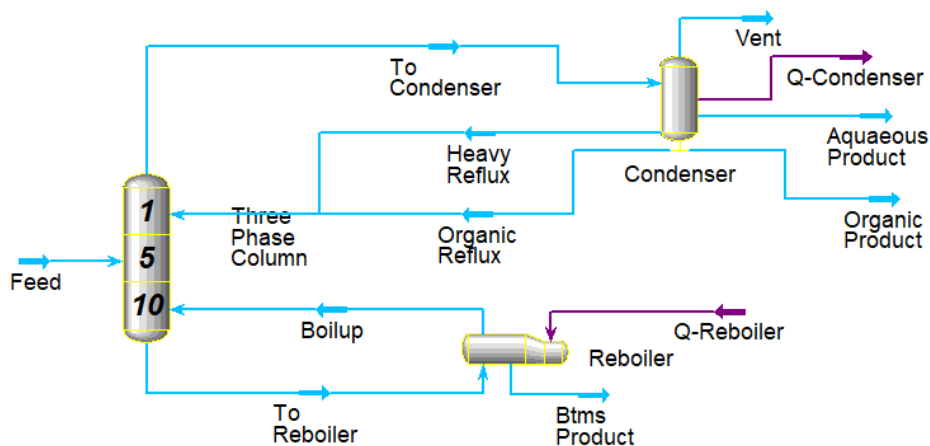 Vent
To
Condenser
Q-Condenser
Aquaeous
Product
Heavy
Reflux
Condenser
1
Three
Phase
Column
Organic
Reflux
Organic
Product
5
Feed
10
Boilup
Q-Reboiler
Reboiler
To
Reboiler
Btms
Product